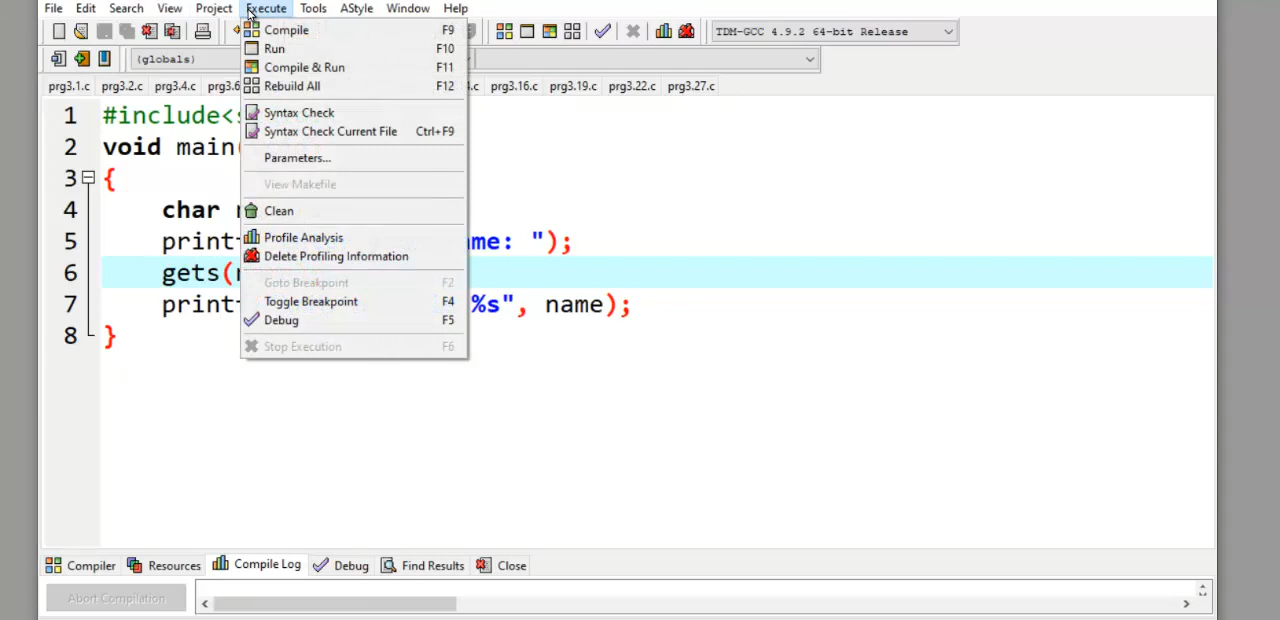 File Edit Search View Project Execute Tools AStyle Window Help
TDM-GCC 4.9.2 64-bit Release
(globals)
prg3.1.c prg3.2.c prg3.4.c prg3.6 .c prg3.16.c prg3.19.c prg3.22.c prg3.27.c
Compile F9
Run F10
Compile & Run F11
Rebuild All F12
Syntax Check
Syntax Check Current File Ctrl+F9
Parameters...
View Makefile
Clean
Profile Analysis
Delete Profiling Information
Goto Breakpoint F2
Toggle Breakpoint F4
Debug F5
Stop Execution F6
1 #include<s
2 void main(
3 {
4 char
5 print me: ");
6 gets(
7 print %s", name);
8 }
Compiler Resources Compile Log Debug Find Results Close
Abort Compilation